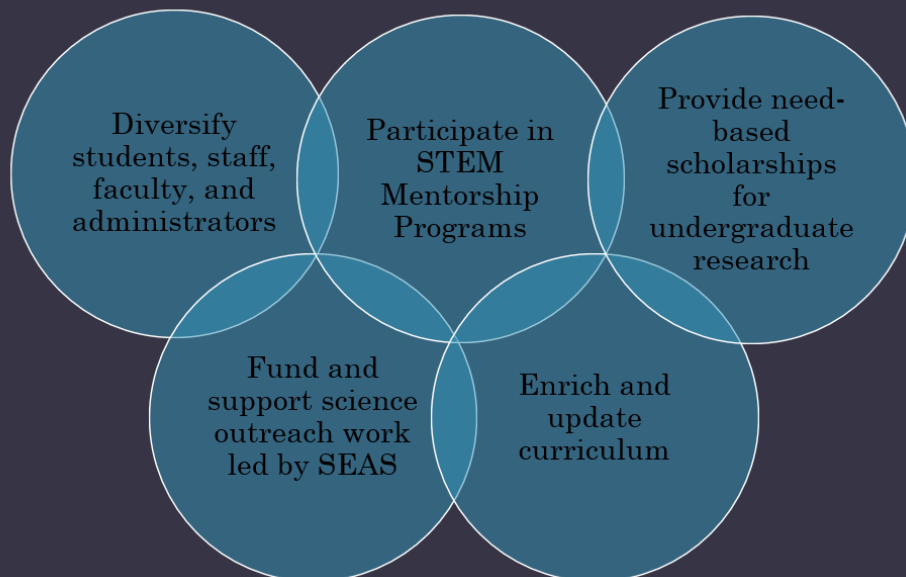 Diversify
students, staff,
faculty, and
administrators
Participate in
STEM
Mentorship
Programs
Provide need-
based
scholarships
for
undergraduate
research
Fund and
support science
outreach work
led by SEAS
Enrich and
update
curriculum